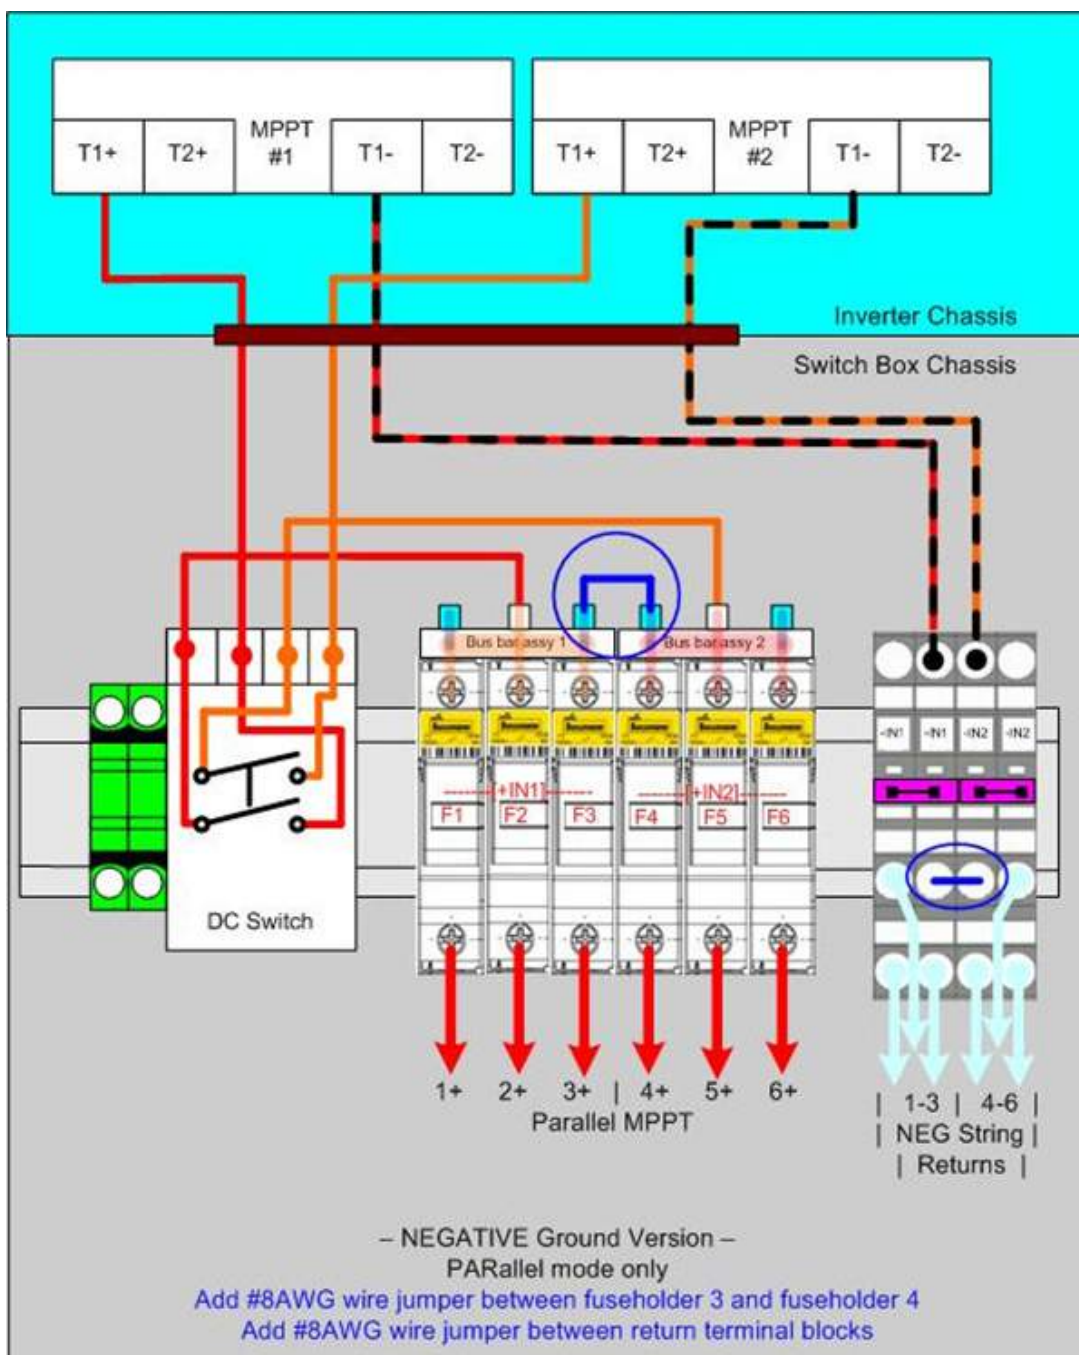 MPPT
#1
T1+ T2+ T1- T2-
MPPT
#2
T1+ T2+ T1- T2-
Inverter Chassis
Switch Box Chassis
Bus bar assy 1 Bus bar assy 2
-IN1 -IN1 -IN2 -IN2
[+IN1] [+IN2]
F1 F2 F3 F4 F5 F6
DC Switch
1+ 2+ 3+ | 4+ 5+ 6+
Parallel MPPT
| 1-3 | 4-6 |
| NEG String |
| Returns |
– NEGATIVE Ground Version –
PARallel mode only
Add #8AWG wire jumper between fuseholder 3 and fuseholder 4
Add #8AWG wire jumper between return terminal blocks